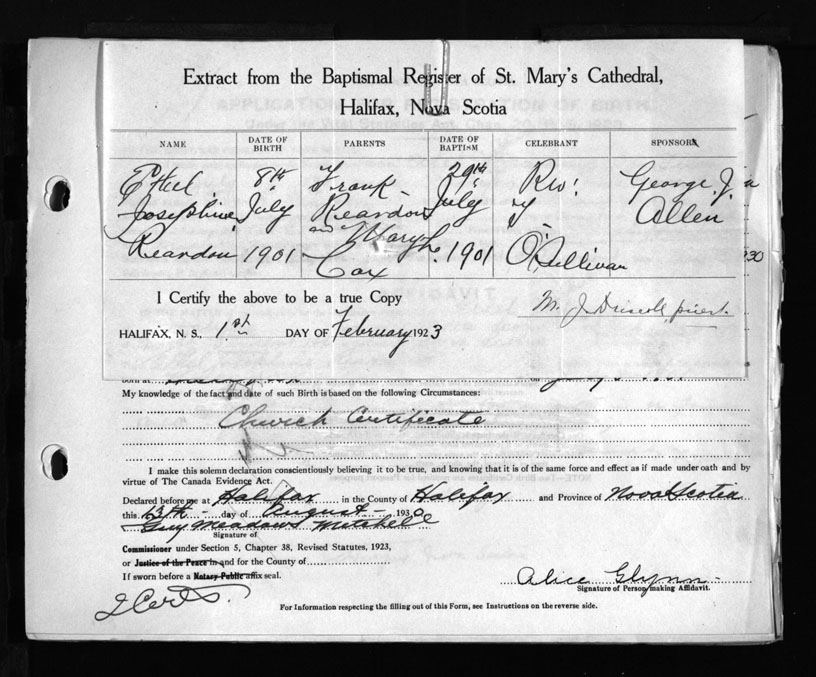 Extract from the Baptismal Register of St. Mary's Cathedral,
Halifax, Nova Scotia
NAME DATE OF BIRTH PARENTS DATE OF BAPTISM CELEBRANT SPONSORS
Ethel 8th Frank 29th Rev. George J.
Josephine July Reardon July Allen
Reardon 1901 and Mary 1901 O'Sullivan
Cox
I Certify the above to be a true Copy
M. J. Driscoll, priest.
HALIFAX, N. S., 1st DAY OF February 1923
My knowledge of the fact and date of such Birth is based on the following Circumstances:
Church Certificate
I make this solemn declaration conscientiously believing it to be true, and knowing that it is of the same force and effect as if made under oath and by
virtue of The Canada Evidence Act.
Declared before me at Halifax in the County of Halifax and Province of Nova Scotia
this 13th day of August 1930
Guy Meadows Mitchell
Signature of
Commissioner under Section 5, Chapter 38, Revised Statutes, 1923,
or Justice of the Peace in and for the County of
If sworn before a Notary Public affix seal.
Alice Glynn
Signature of Person making Affidavit.
For Information respecting the filling out of this Form, see Instructions on the reverse side.